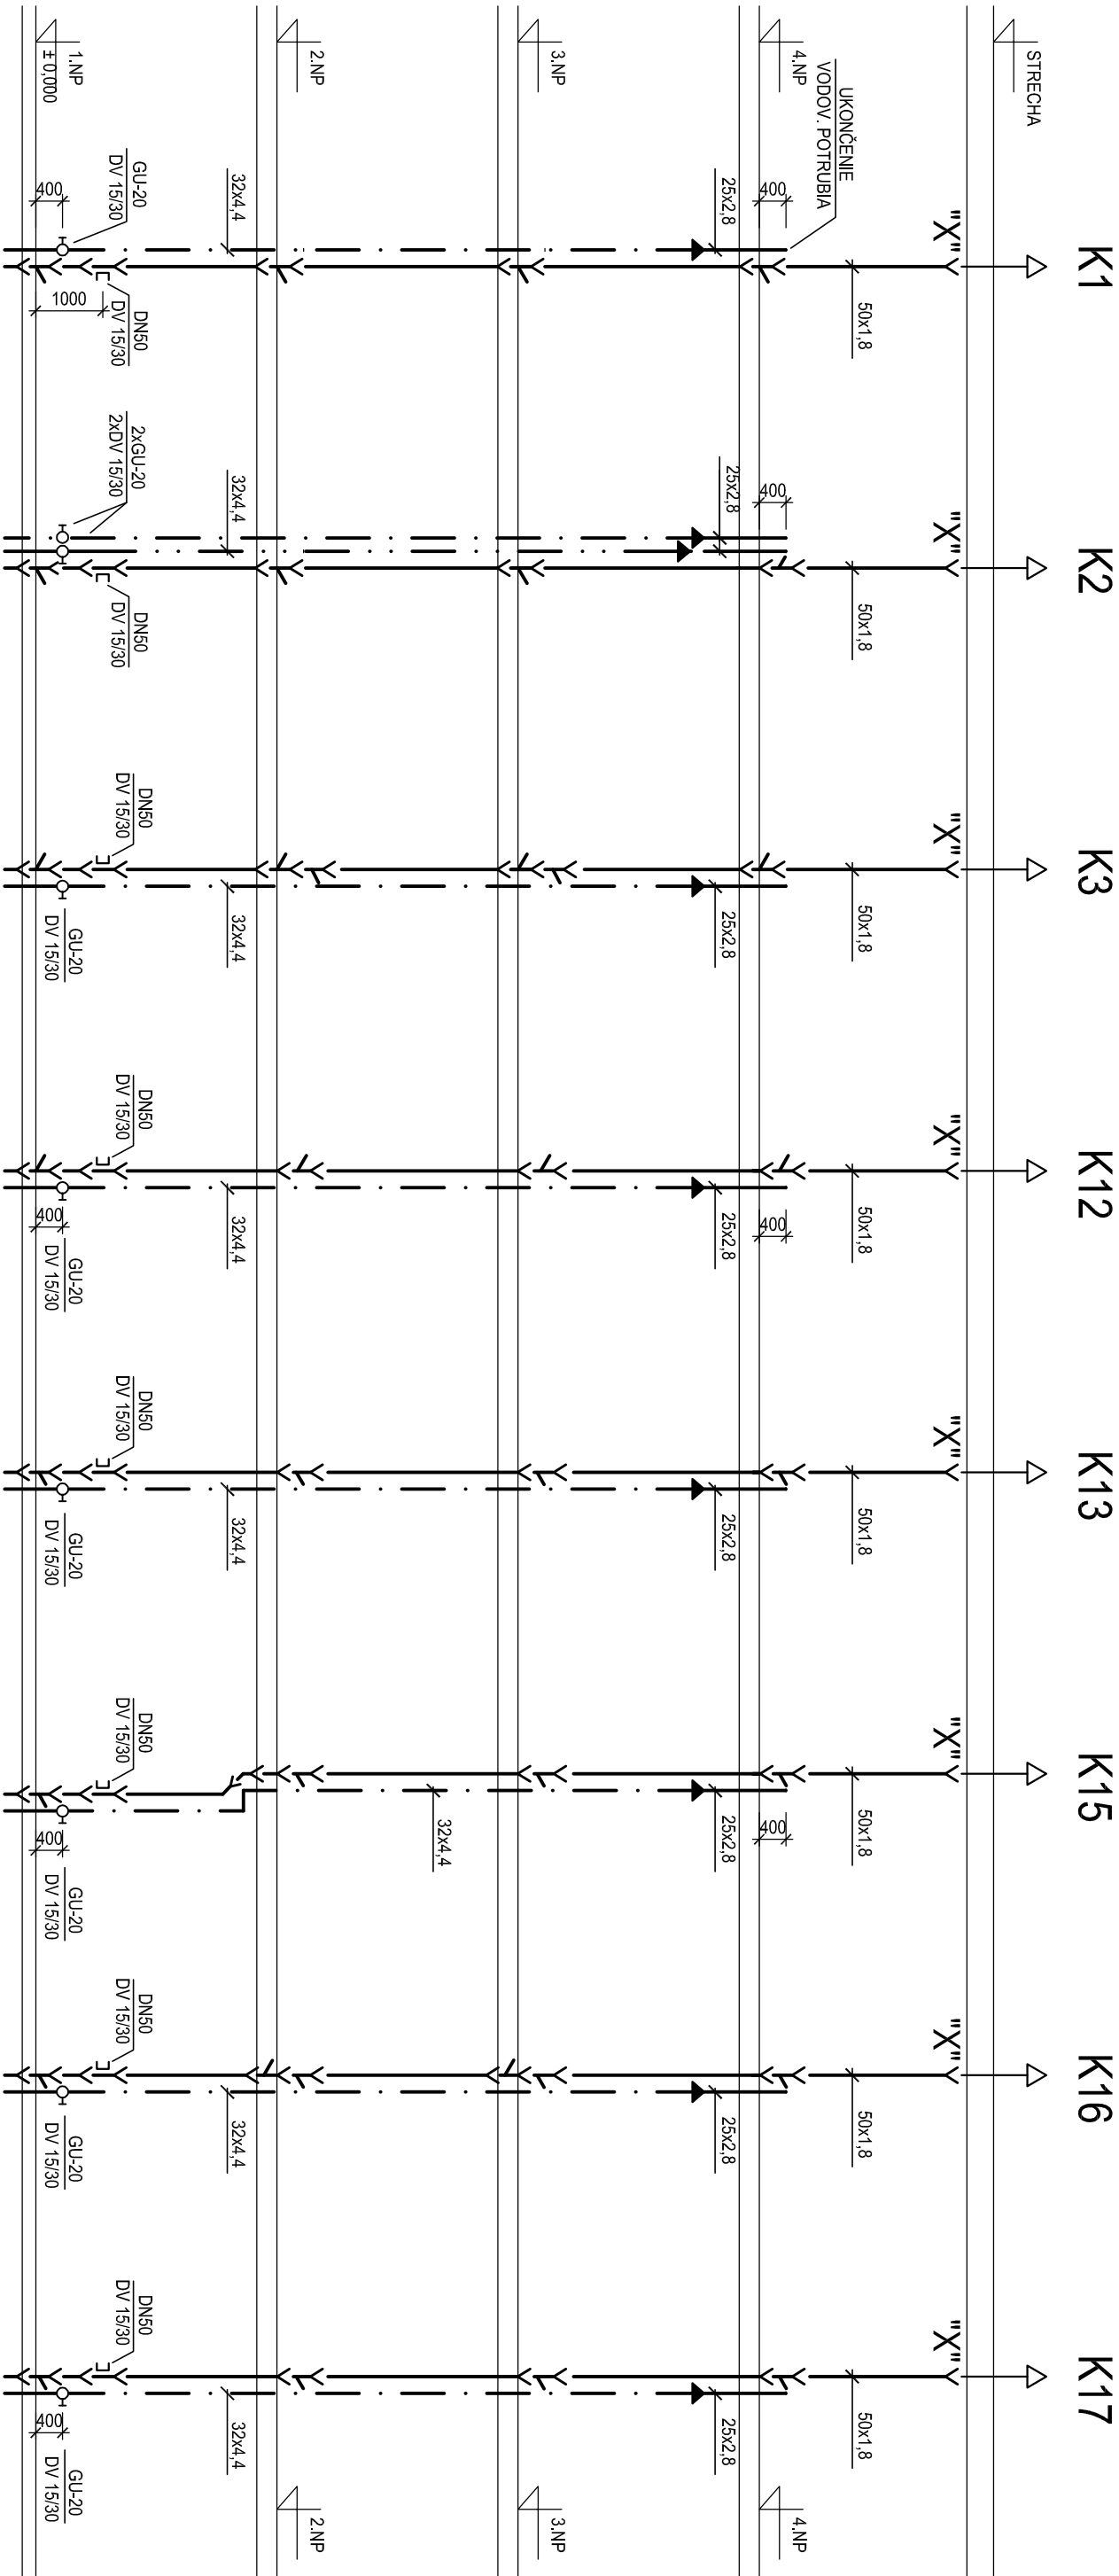 K1
K2
K3
K12
K13
K15
K16
K17
STRECHA
"X"
"X"
"X"
"X"
"X"
"X"
"X"
"X"
50x1,8
50x1,8
50x1,8
50x1,8
50x1,8
50x1,8
50x1,8
50x1,8
UKONČENIE
VODOV. POTRUBIA
4.NP
400
400
400
400
4.NP
25x2,8
25x2,8
25x2,8
25x2,8
25x2,8
25x2,8
25x2,8
25x2,8
3.NP
3.NP
32x4,4
2.NP
2.NP
32x4,4
32x4,4
32x4,4
32x4,4
32x4,4
32x4,4
32x4,4
GU-20
DV 15/30
DN50
DV 15/30
2xGU-20
2xDV 15/30
DN50
DV 15/30
DN50
DV 15/30
DN50
DV 15/30
DN50
DV 15/30
DN50
DV 15/30
DN50
DV 15/30
DN50
DV 15/30
1.NP
±0,000
400
1000
GU-20
DV 15/30
400
GU-20
DV 15/30
GU-20
DV 15/30
400
GU-20
DV 15/30
GU-20
DV 15/30
400
GU-20
DV 15/30